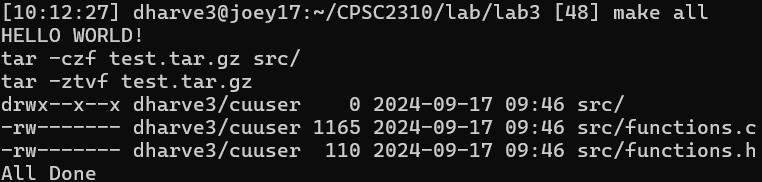 [10:12:27] dharve3@joey17:~/CPSC2310/lab/lab3 [48] make all
HELLO WORLD!
tar -czf test.tar.gz src/
tar -ztvf test.tar.gz
drwx--x--x dharve3/cuuser    0 2024-09-17 09:46 src/
-rw------- dharve3/cuuser 1165 2024-09-17 09:46 src/functions.c
-rw------- dharve3/cuuser  110 2024-09-17 09:46 src/functions.h
All Done